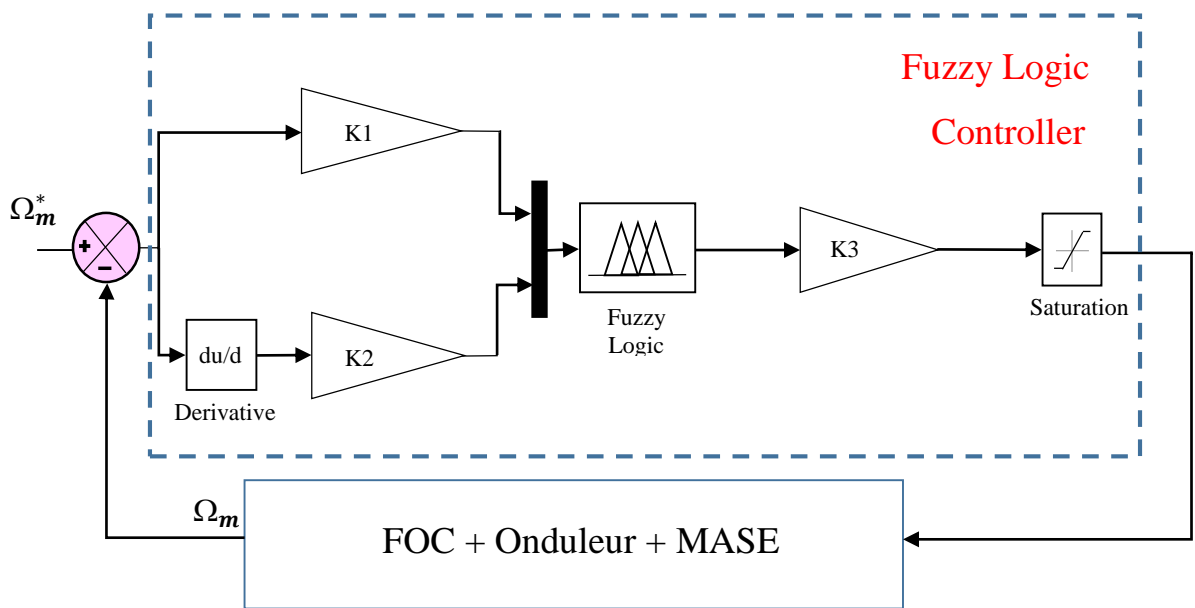 Fuzzy Logic
Controller
K1
Ω*m
+
−
K3
Fuzzy
Logic
Saturation
du/d
K2
Derivative
Ωm
FOC + Onduleur + MASE